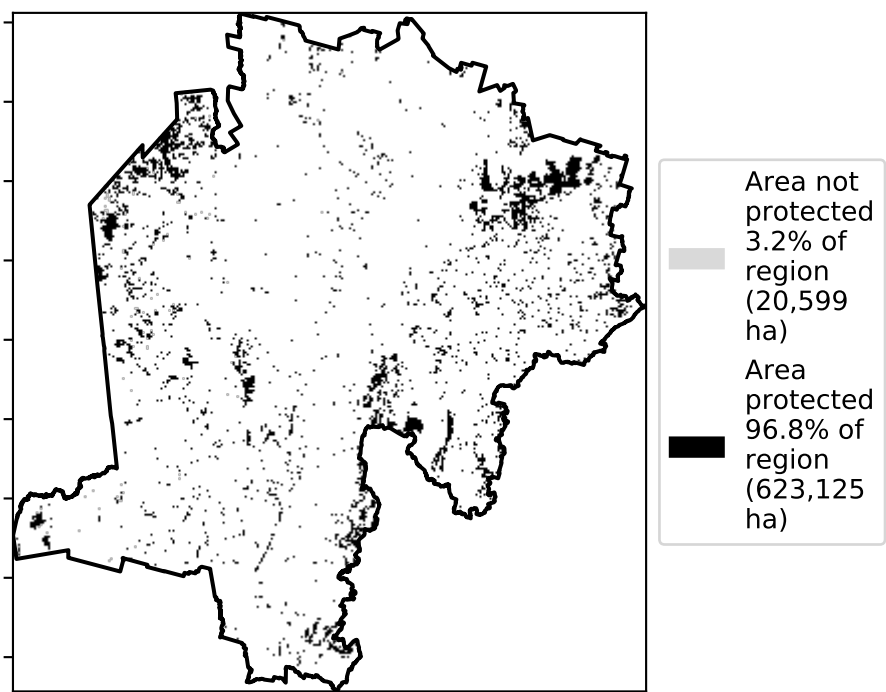 Area not
protected
3.2% of
region
(20,599
ha)
Area
protected
96.8% of
region
(623,125
ha)